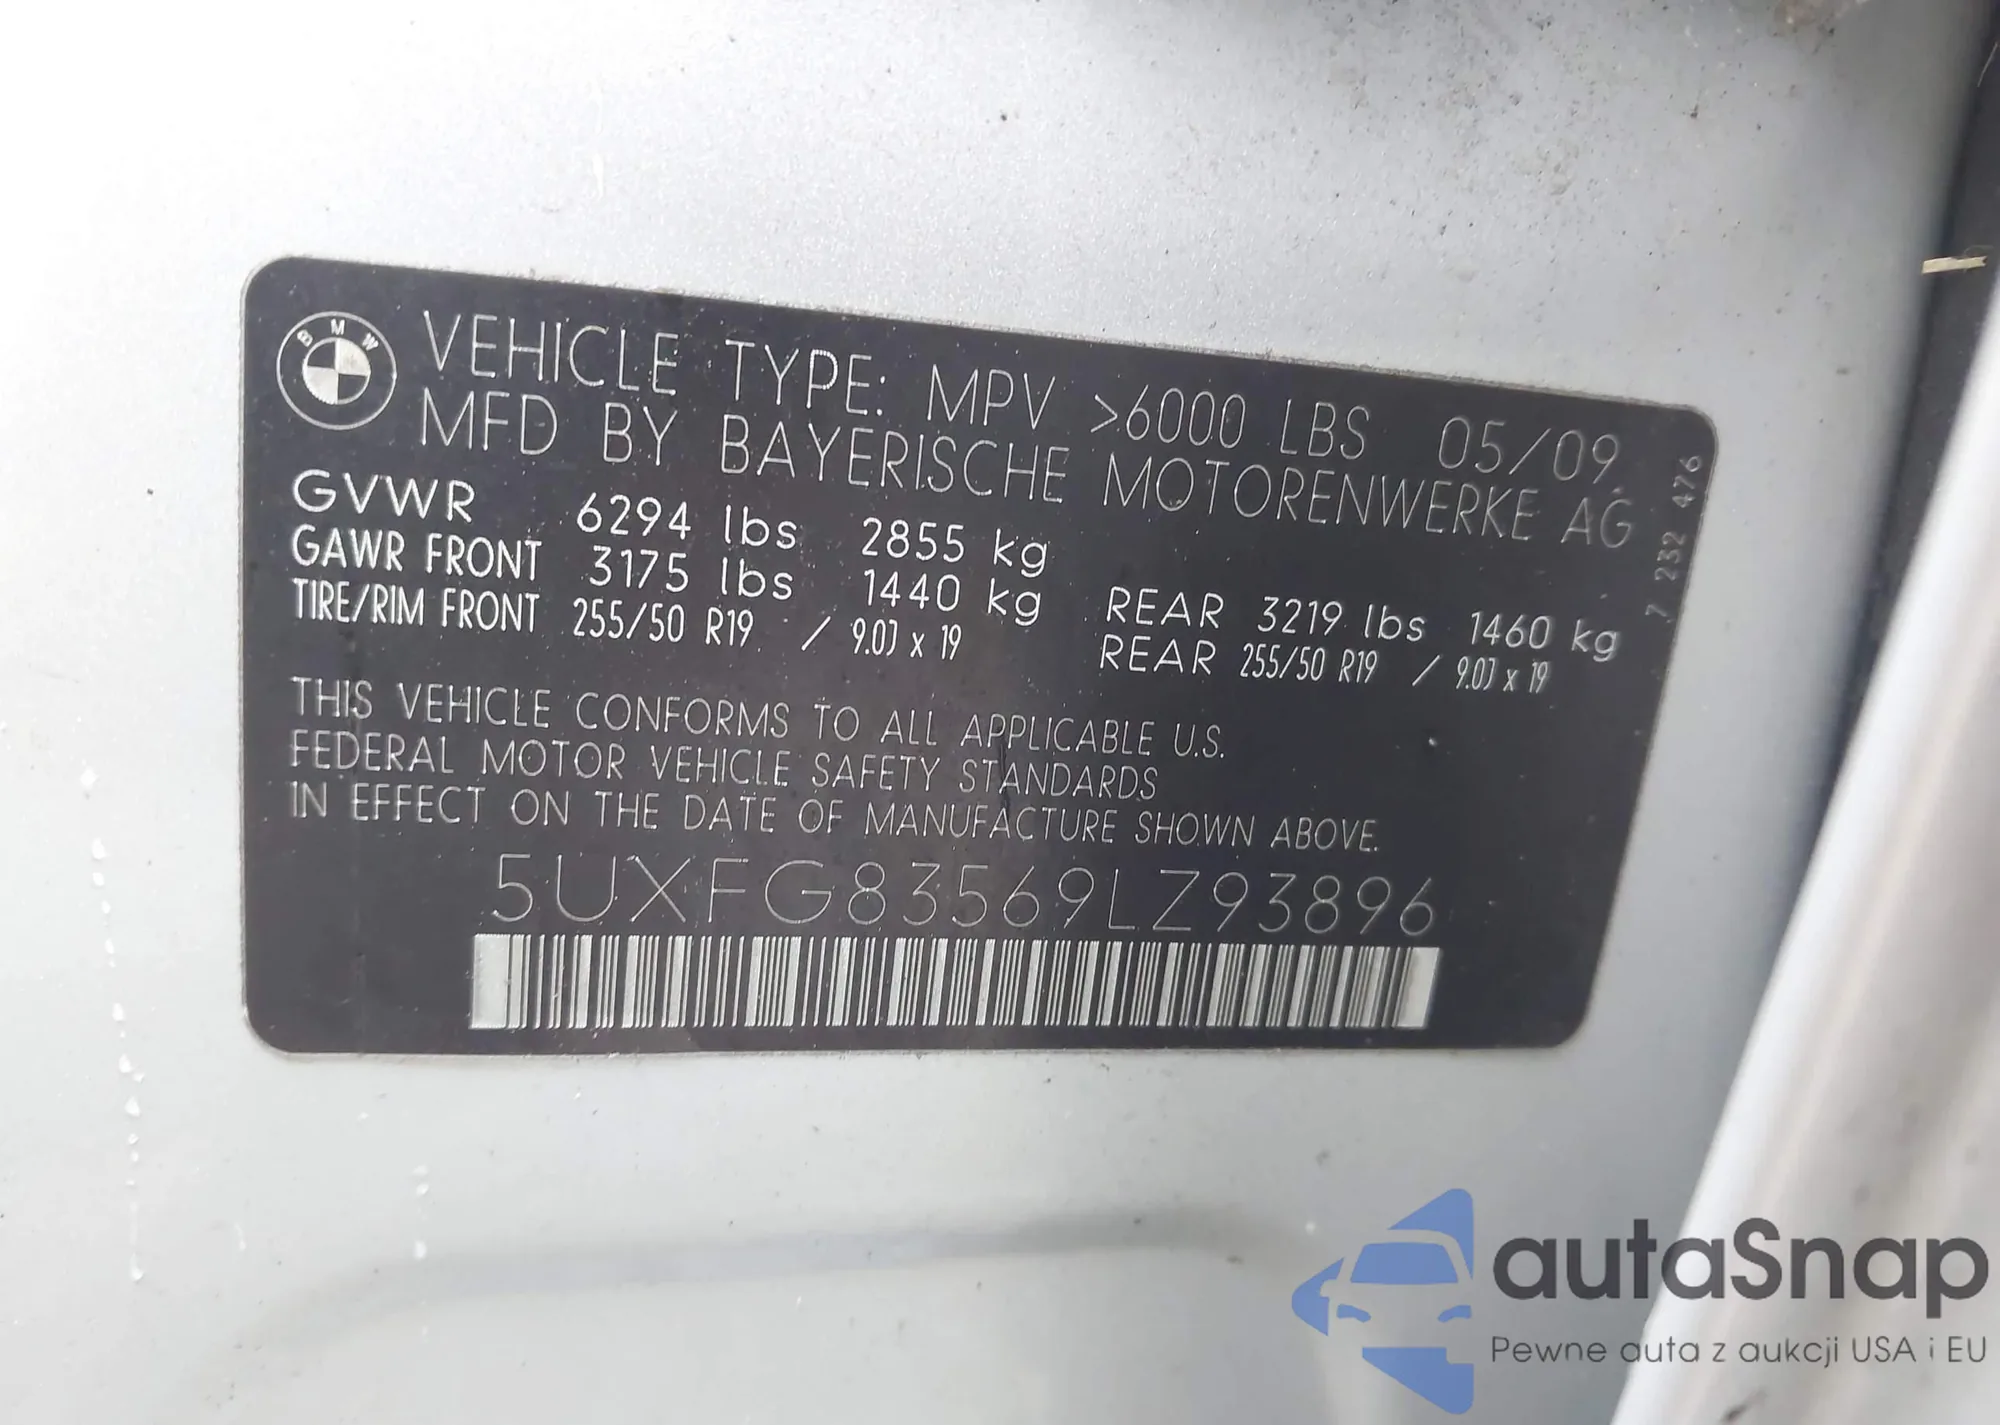 BMW
VEHICLE TYPE: MPV >6000 LBS 05/09
MFD BY BAYERISCHE MOTORENWERKE AG
GVWR 6294 lbs 2855 kg
GAWR FRONT 3175 lbs 1440 kg REAR 3219 lbs 1460 kg
TIRE/RIM FRONT 255/50 R19 / 9.0J x 19 REAR 255/50 R19 / 9.0J x 19
7 232 476
THIS VEHICLE CONFORMS TO ALL APPLICABLE U.S.
FEDERAL MOTOR VEHICLE SAFETY STANDARDS
IN EFFECT ON THE DATE OF MANUFACTURE SHOWN ABOVE.
5UXFG83569LZ93896
autaSnap
Pewne auta z aukcji USA i EU